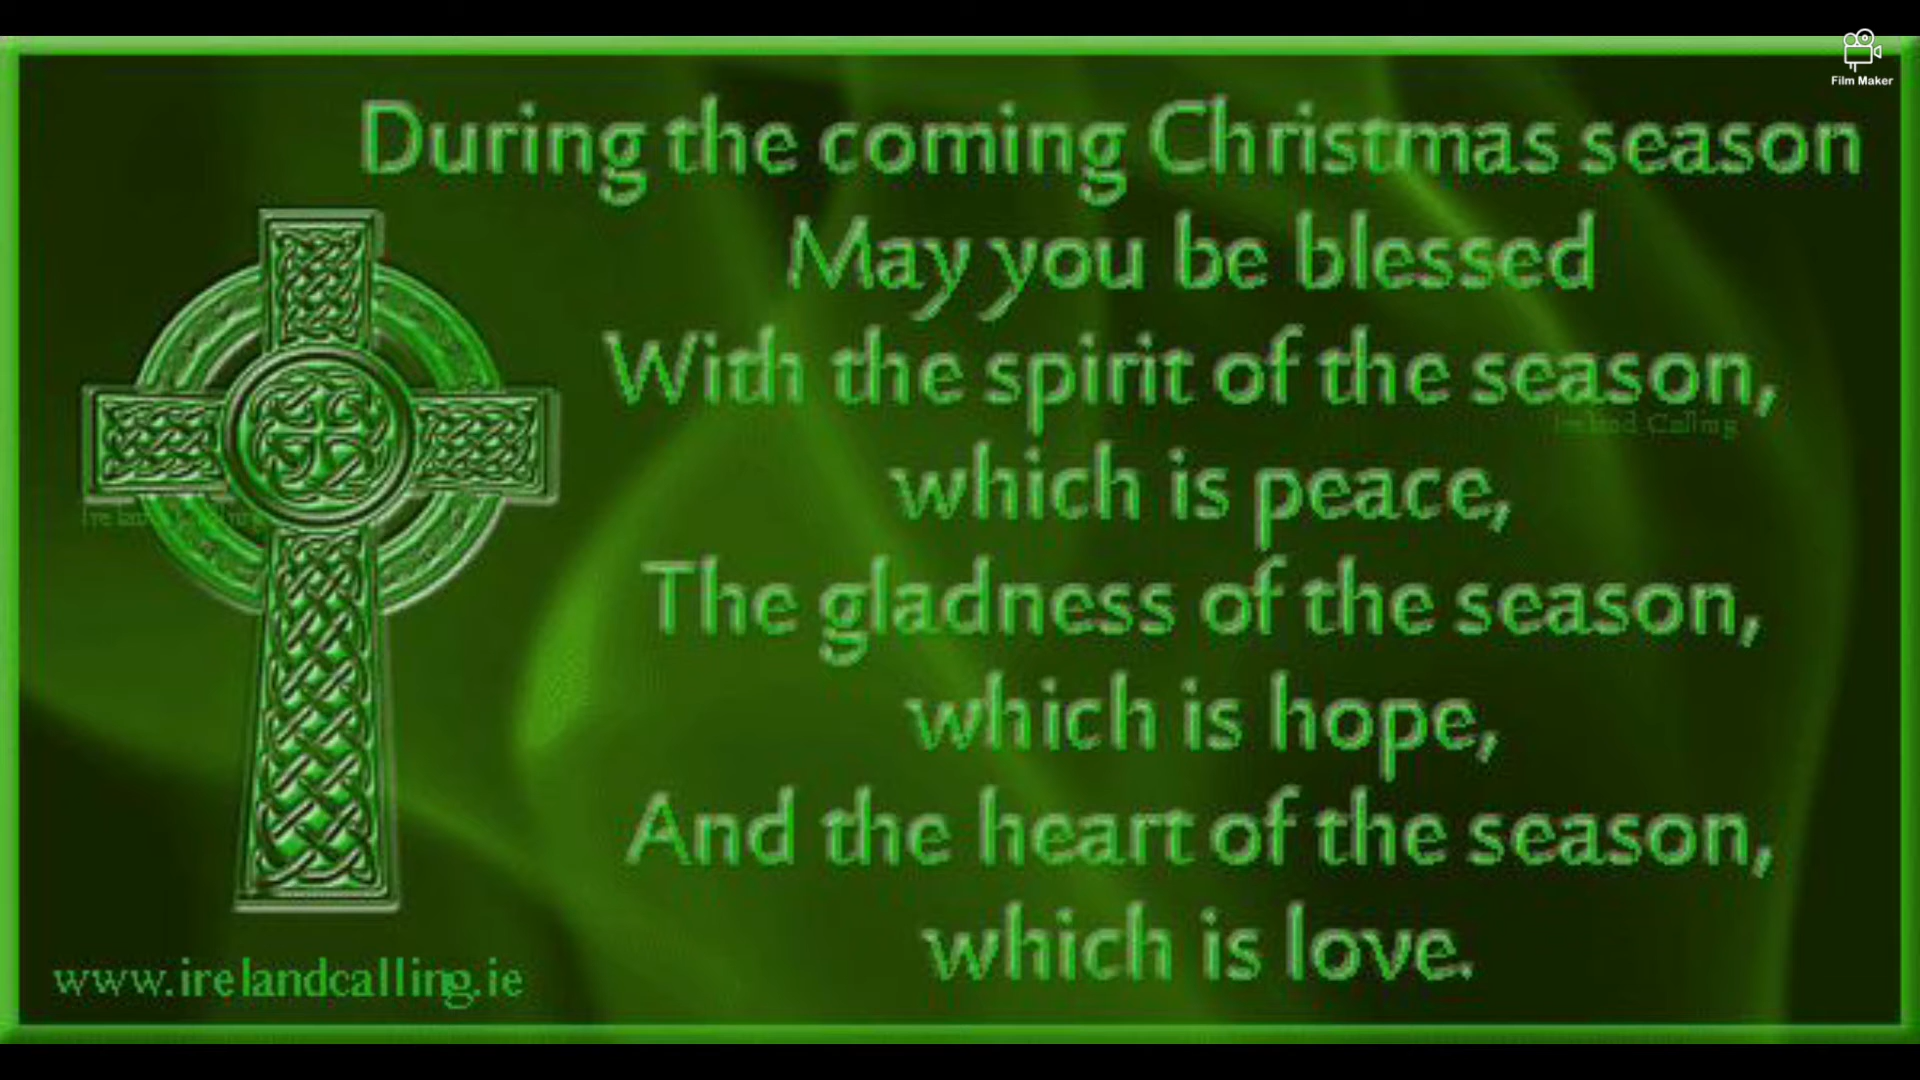 Film Maker
During the coming Christmas season
May you be blessed
With the spirit of the season,
Ireland Calling
which is peace,
Ireland Calling
The gladness of the season,
which is hope,
And the heart of the season,
which is love.
www.irelandcalling.ie